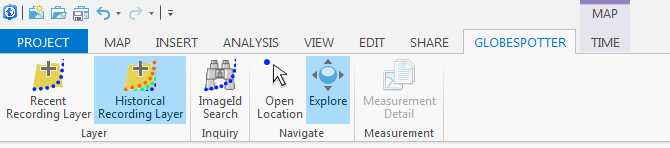 MAP
PROJECT MAP INSERT ANALYSIS VIEW EDIT SHARE GLOBESPOTTER TIME
Recent Historical ImageId Open Explore Measurement
Recording Layer Recording Layer Search Location Detail
Layer Inquiry Navigate Measurement